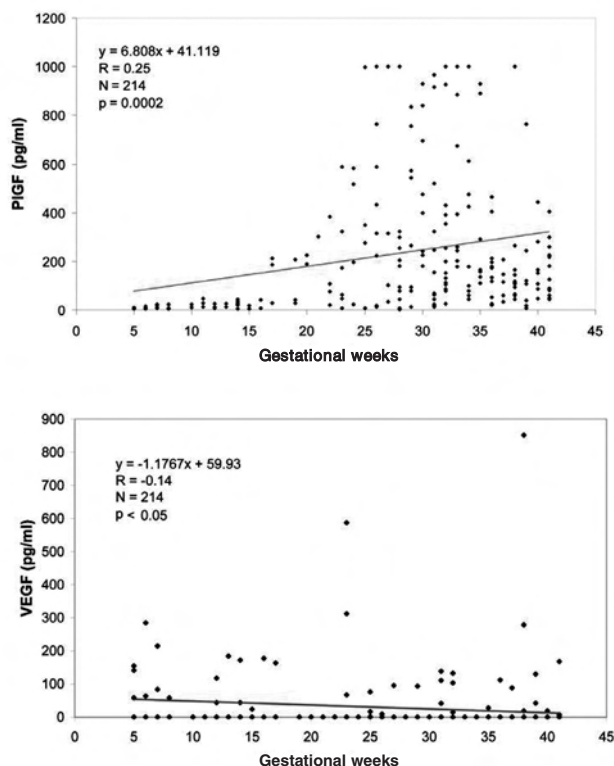 1200
1000
800
600
400
200
0
PlGF (pg/ml)
y = 6.808x + 41.119
R = 0.25
N = 214
p = 0.0002
0 5 10 15 20 25 30 35 40 45
Gestational weeks
900
800
700
600
500
400
300
200
100
0
VEGF (pg/ml)
y = -1.1767x + 59.93
R = -0.14
N = 214
p < 0.05
0 5 10 15 20 25 30 35 40 45
Gestational weeks